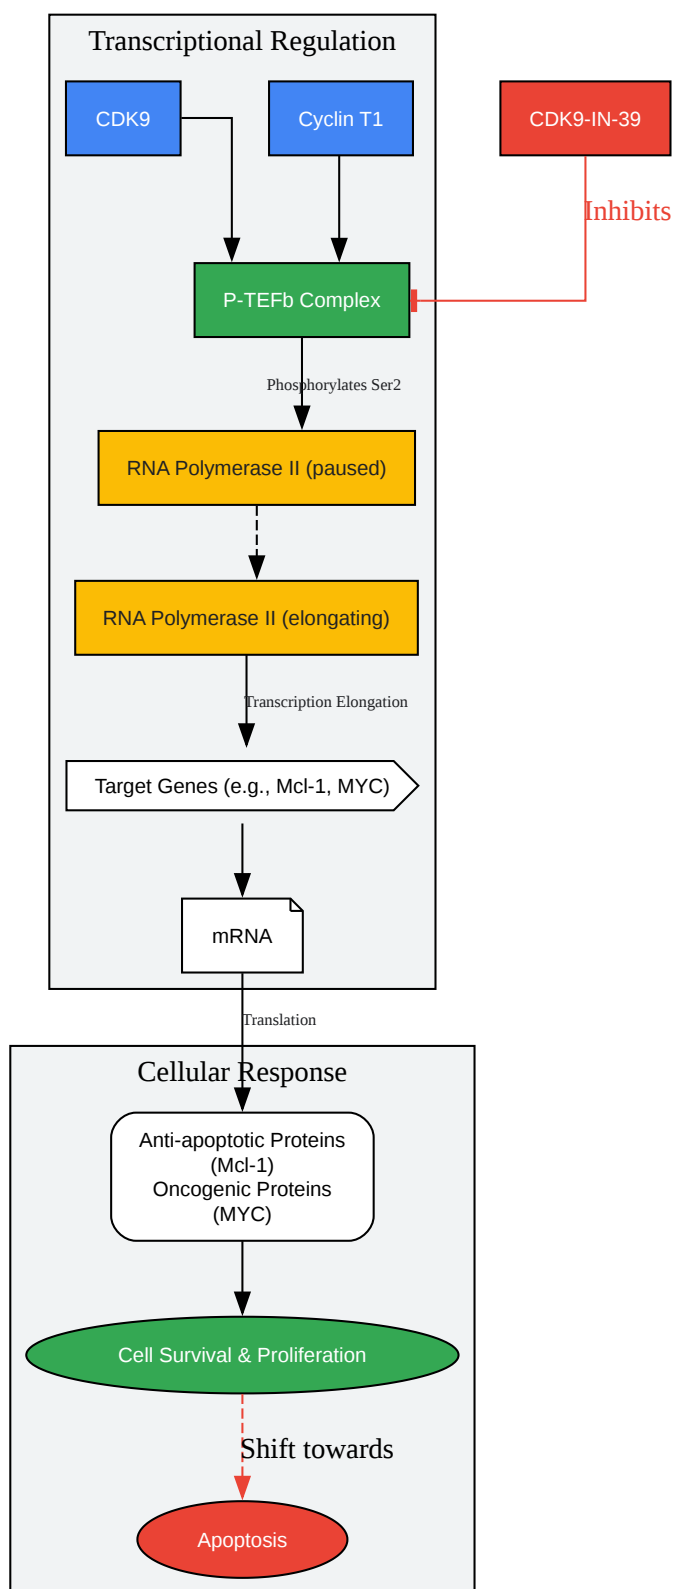 Transcriptional Regulation
CDK9
Cyclin T1
CDK9-IN-39
Inhibits
P-TEFb Complex
Phosphorylates Ser2
RNA Polymerase II (paused)
RNA Polymerase II (elongating)
Transcription Elongation
Target Genes (e.g., Mcl-1, MYC)
mRNA
Translation
Cellular Response
Anti-apoptotic Proteins
(Mcl-1)
Oncogenic Proteins
(MYC)
Cell Survival & Proliferation
Shift towards
Apoptosis